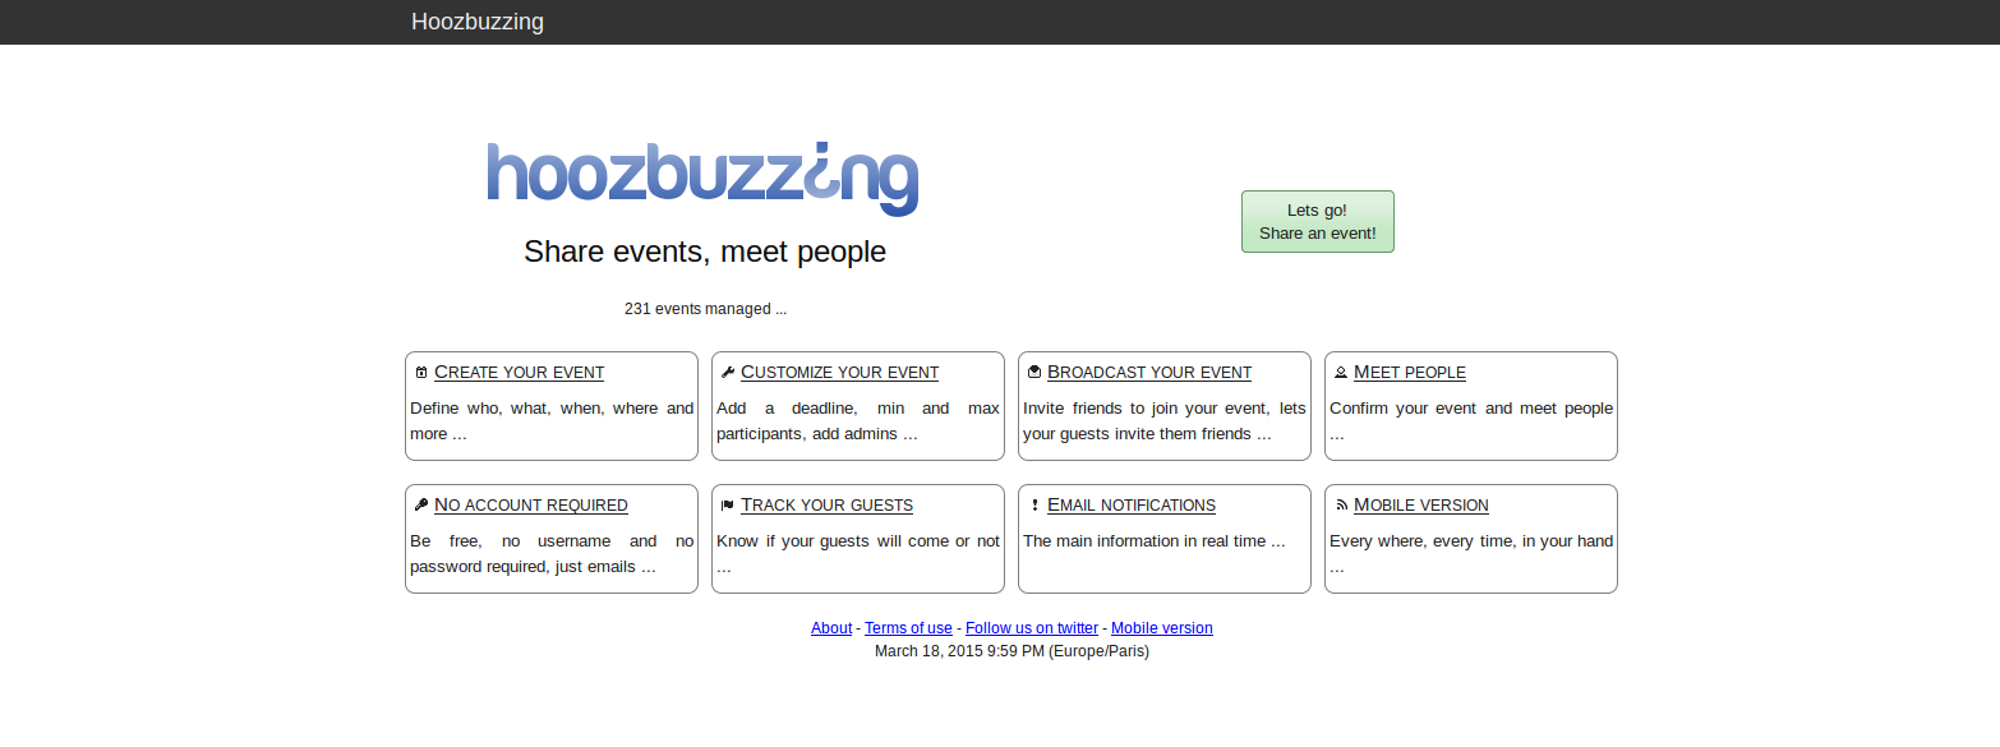 Hoozbuzzing
hoozbuzzing
Share events, meet people
231 events managed ...
Lets go!
Share an event!
CREATE YOUR EVENT
Define who, what, when, where and
more ...
CUSTOMIZE YOUR EVENT
Add a deadline, min and max
participants, add admins ...
BROADCAST YOUR EVENT
Invite friends to join your event, lets
your guests invite them friends ...
MEET PEOPLE
Confirm your event and meet people
...
NO ACCOUNT REQUIRED
Be free, no username and no
password required, just emails ...
TRACK YOUR GUESTS
Know if your guests will come or not
...
EMAIL NOTIFICATIONS
The main information in real time ...
MOBILE VERSION
Every where, every time, in your hand
...
About - Terms of use - Follow us on twitter - Mobile version
March 18, 2015 9:59 PM (Europe/Paris)